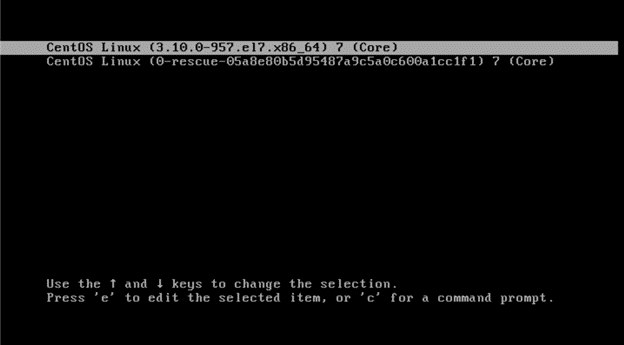 CentOS Linux (3.10.0-957.el7.x86_64) 7 (Core)
CentOS Linux (0-rescue-05a8e80b5d95487a9c5a0c600a1cc1f1) 7 (Core)
Use the ↑ and ↓ keys to change the selection.
Press 'e' to edit the selected item, or 'c' for a command prompt.